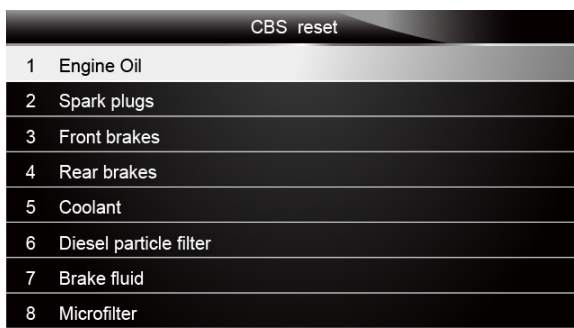 CBS reset
1 Engine Oil
2 Spark plugs
3 Front brakes
4 Rear brakes
5 Coolant
6 Diesel particle filter
7 Brake fluid
8 Microfilter